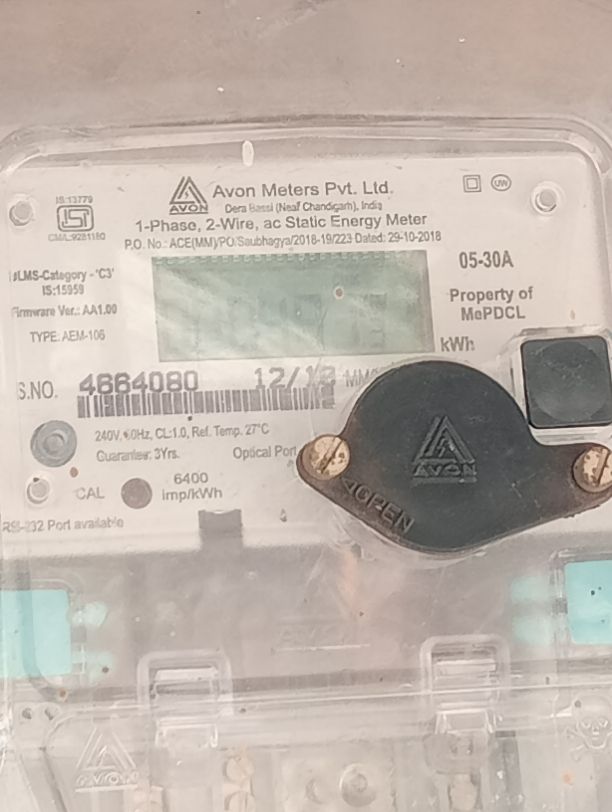 IS:13779
CM/L:9281180
AVON
Avon Meters Pvt. Ltd.
Dera Bassi (Near Chandigarh), India
1-Phase, 2-Wire, ac Static Energy Meter
P.O. No.: ACE(MM)/PO/Saubhagya/2018-19/223 Dated: 29-10-2018
UW
05-30A
Property of
MePDCL
-Category - 'C3'
IS:15959
Firmware Ver.: AA1.00
TYPE: AEM-106
kWh
S.NO. 4664080
240V, 50Hz, CL:1.0, Ref. Temp. 27°C
Guarantee: 3Yrs. Optical Port
CAL
6400
imp/kWh
RS-232 Port available
AVON
OPEN
AVON